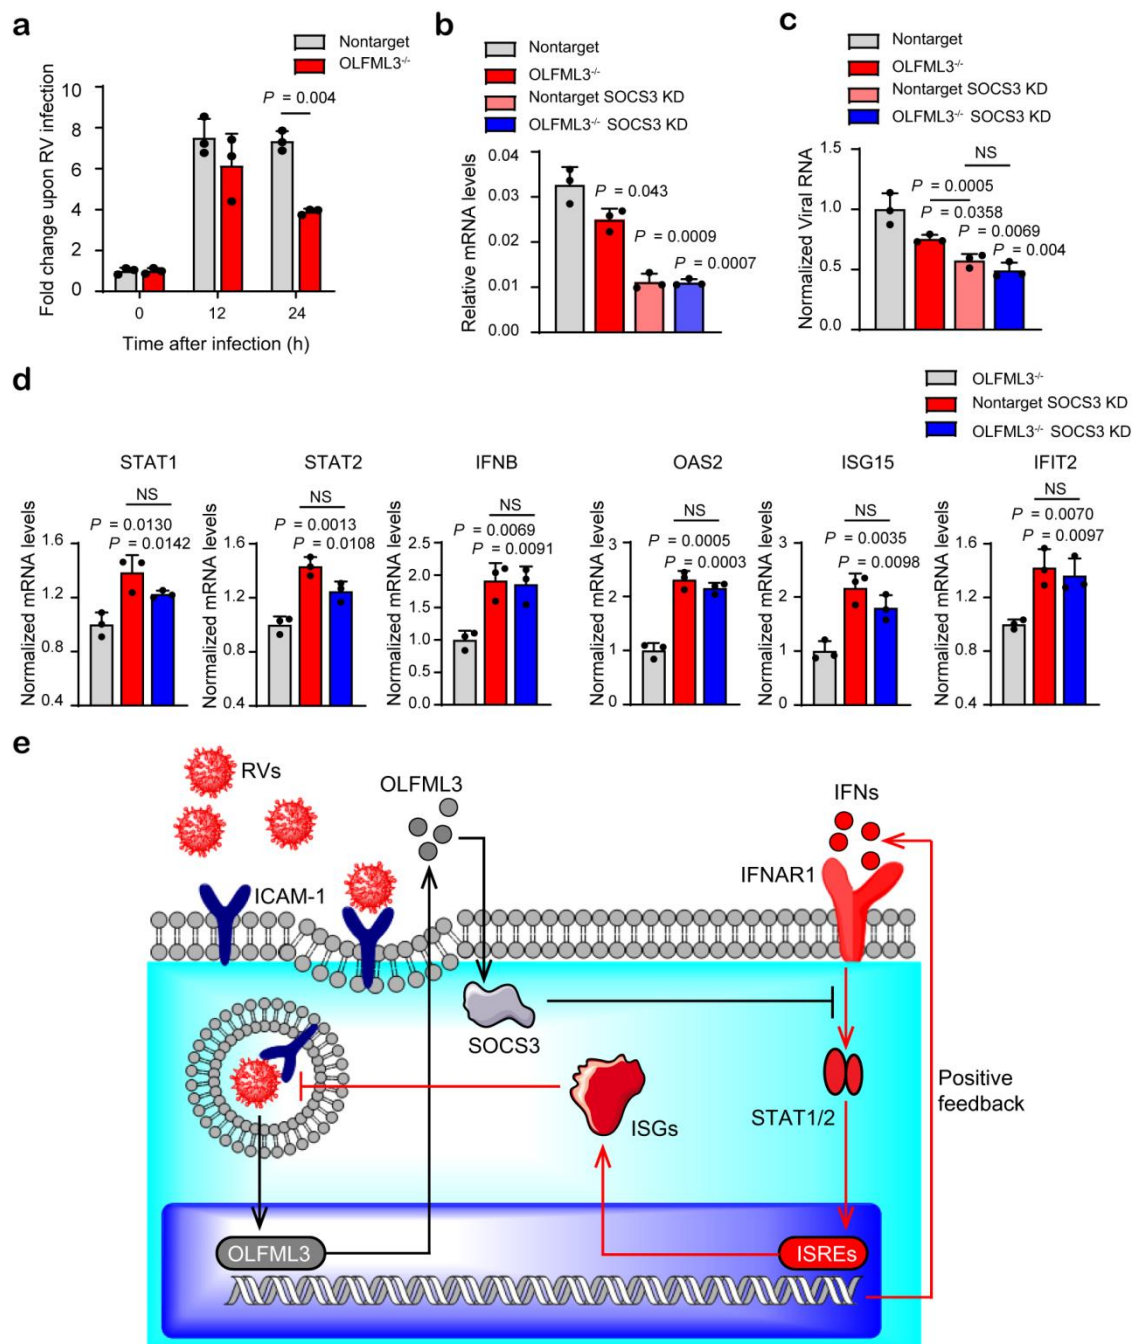 a
Nontarget
OLFML3-/-
P = 0.004
Fold change upon RV infection
10
8
6
4
2
0
0
12
24
Time after infection (h)
b
Nontarget
OLFML3-/-
Nontarget SOCS3 KD
OLFML3-/- SOCS3 KD
Relative mRNA levels
0.04
0.03
0.02
0.01
0.00
P = 0.043
P = 0.0009
P = 0.0007
c
Nontarget
OLFML3-/-
Nontarget SOCS3 KD
OLFML3-/- SOCS3 KD
Normalized Viral RNA
1.5
1.0
0.5
0.0
NS
P = 0.0005
P = 0.0358
P = 0.0069
P = 0.004
d
OLFML3-/-
Nontarget SOCS3 KD
OLFML3-/- SOCS3 KD
STAT1
Normalized mRNA levels
1.6
1.2
0.8
0.4
NS
P = 0.0130
P = 0.0142
STAT2
Normalized mRNA levels
1.6
1.2
0.8
0.4
NS
P = 0.0013
P = 0.0108
IFNB
Normalized mRNA levels
2.5
2.0
1.5
1.0
0.5
0.0
NS
P = 0.0069
P = 0.0091
OAS2
Normalized mRNA levels
3
2
1
0
NS
P = 0.0005
P = 0.0003
ISG15
Normalized mRNA levels
3
2
1
0
NS
P = 0.0035
P = 0.0098
IFIT2
Normalized mRNA levels
1.6
1.2
0.8
0.4
NS
P = 0.0070
P = 0.0097
e
RVs
OLFML3
IFNs
ICAM-1
IFNAR1
SOCS3
ISGs
STAT1/2
Positive
feedback
OLFML3
ISREs